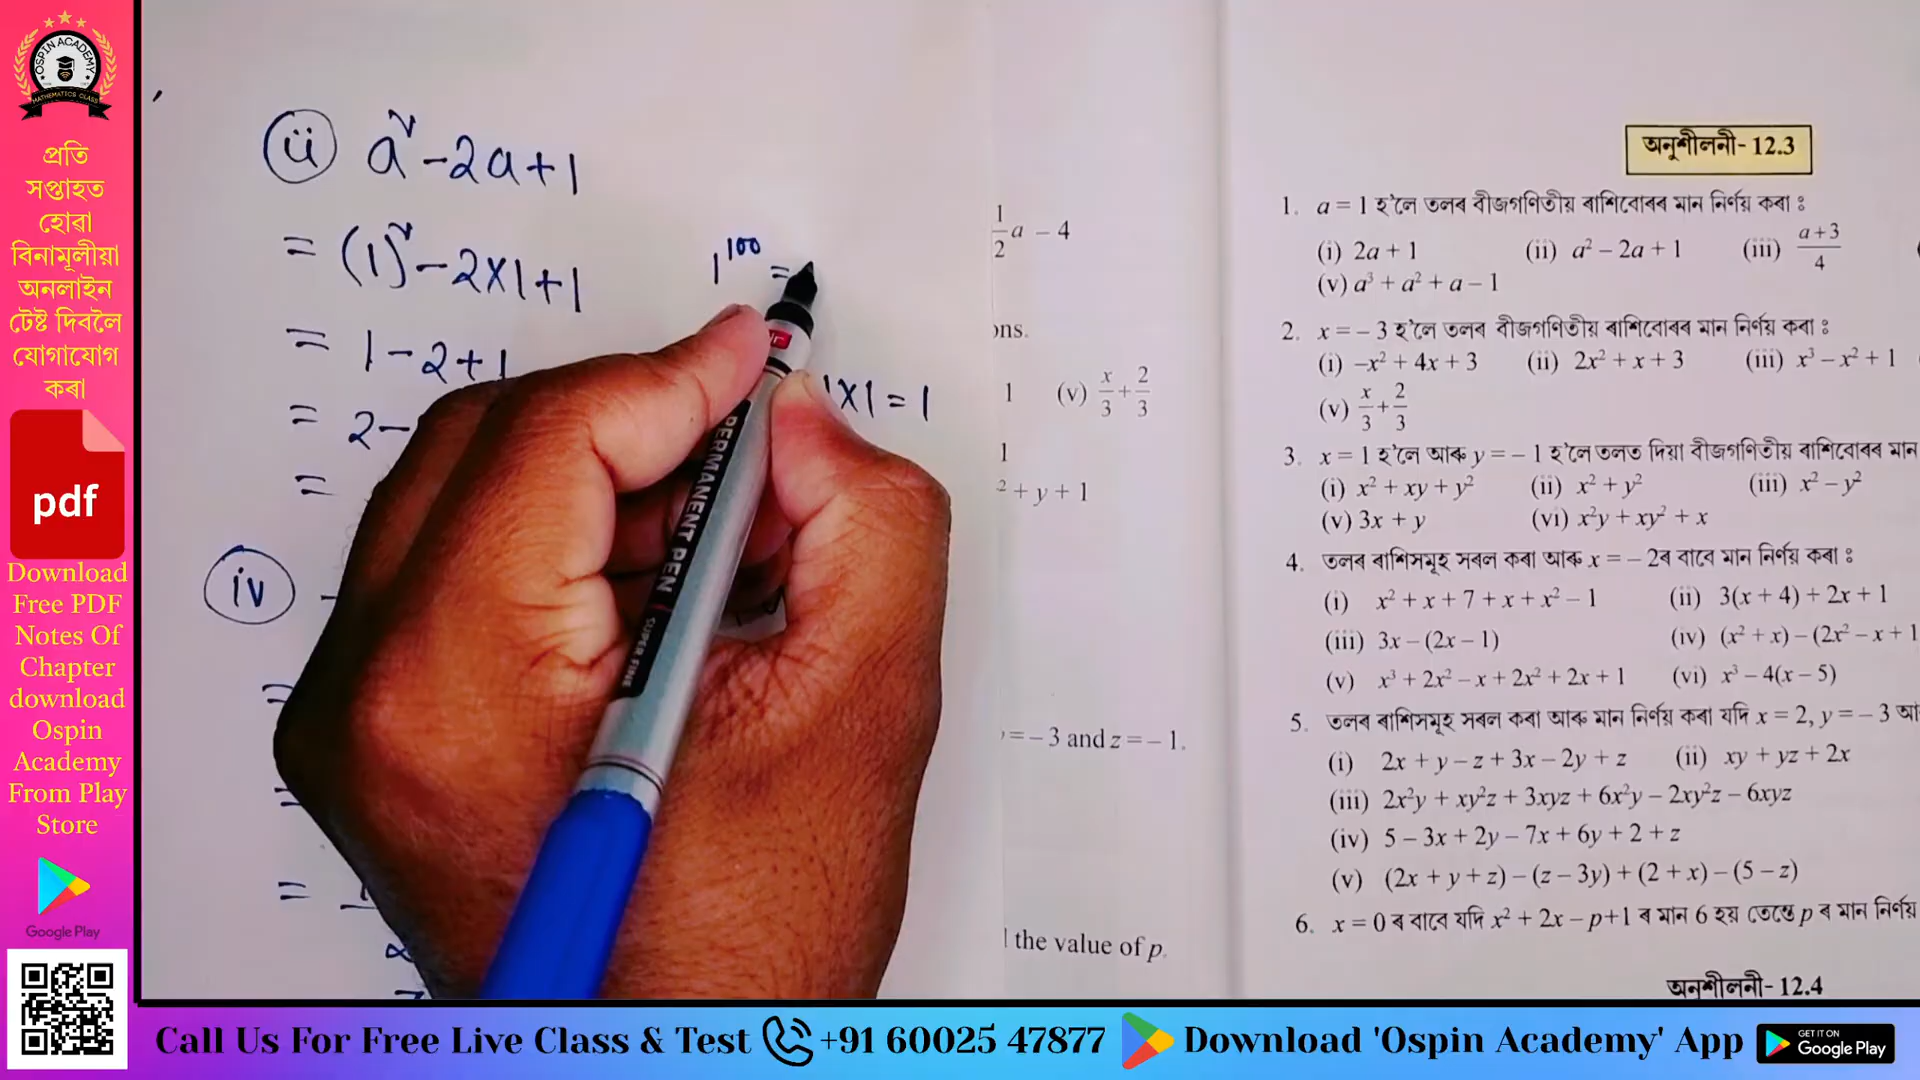 OSPIN ACADEMY
MATHEMATICS CLASS
প্ৰতি
সপ্তাহত
হোৱা
বিনামূলীয়া
অনলাইন
টেষ্ট দিবলৈ
যোগাযোগ
কৰা
pdf
Download
Free PDF
Notes Of
Chapter
download
Ospin
Academy
From Play
Store
Google Play
(ii) a² - 2a + 1
= (1)² - 2×1 + 1
= 1 - 2 + 1
= 2 -
=
1¹⁰⁰ =
1×1 = 1
(iv)
PERMANENT PEN
SUPER FINE
1/2 a - 4
ons.
1 (v) x/3 + 2/3
1
² + y + 1
= - 3 and z = - 1.
the value of p.
অনুশীলনী- 12.3
1. a = 1 হ'লে তলৰ বীজগণিতীয় ৰাশিবোৰৰ মান নিৰ্ণয় কৰা ঃ
(i) 2a + 1 (ii) a² - 2a + 1 (iii) (a + 3)/4
(v) a³ + a² + a - 1
2. x = - 3 হ'লে তলৰ বীজগণিতীয় ৰাশিবোৰৰ মান নিৰ্ণয় কৰা ঃ
(i) -x² + 4x + 3 (ii) 2x² + x + 3 (iii) x³ - x² + 1
(v) x/3 + 2/3
3. x = 1 হ'লে আৰু y = - 1 হ'লে তলত দিয়া বীজগণিতীয় ৰাশিবোৰৰ মান
(i) x² + xy + y² (ii) x² + y² (iii) x² - y²
(v) 3x + y (vi) x²y + xy² + x
4. তলৰ ৰাশিসমূহ সৰল কৰা আৰু x = - 2ৰ বাবে মান নিৰ্ণয় কৰা ঃ
(i) x² + x + 7 + x + x² - 1 (ii) 3(x + 4) + 2x + 1
(iii) 3x - (2x - 1) (iv) (x² + x) - (2x² - x + 1
(v) x³ + 2x² - x + 2x² + 2x + 1 (vi) x³ - 4(x - 5)
5. তলৰ ৰাশিসমূহ সৰল কৰা আৰু মান নিৰ্ণয় কৰা যদি x = 2, y = - 3 আ
(i) 2x + y - z + 3x - 2y + z (ii) xy + yz + 2x
(iii) 2x²y + xy²z + 3xyz + 6x²y - 2xy²z - 6xyz
(iv) 5 - 3x + 2y - 7x + 6y + 2 + z
(v) (2x + y + z) - (z - 3y) + (2 + x) - (5 - z)
6. x = 0 ৰ বাবে যদি x² + 2x - p+1 ৰ মান 6 হয় তেন্তে p ৰ মান নিৰ্ণয়
অনুশীলনী- 12.4
Call Us For Free Live Class & Test +91 60025 47877 Download 'Ospin Academy' App GET IT ON Google Play